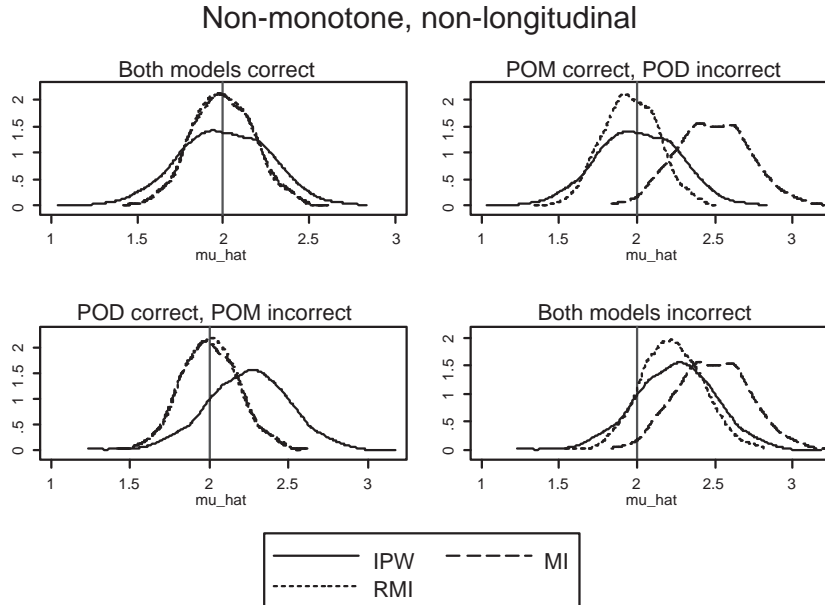 Non-monotone, non-longitudinal
Both models correct
0 .5 1 1.5 2
1 1.5 2 2.5 3
mu_hat
POM correct, POD incorrect
0 .5 1 1.5 2
1 1.5 2 2.5 3
mu_hat
POD correct, POM incorrect
0 .5 1 1.5 2
1 1.5 2 2.5 3
mu_hat
Both models incorrect
0 .5 1 1.5 2
1 1.5 2 2.5 3
mu_hat
IPW MI
RMI